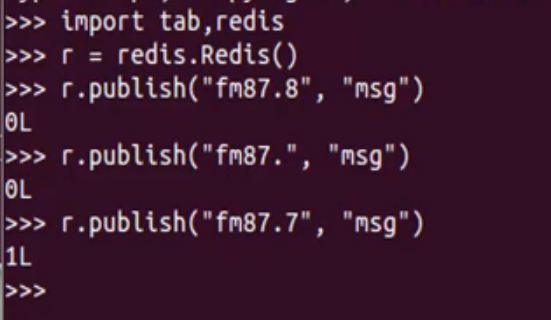 >>> import tab,redis
>>> r = redis.Redis()
>>> r.publish("fm87.8", "msg")
0L
>>> r.publish("fm87.", "msg")
0L
>>> r.publish("fm87.7", "msg")
1L
>>>